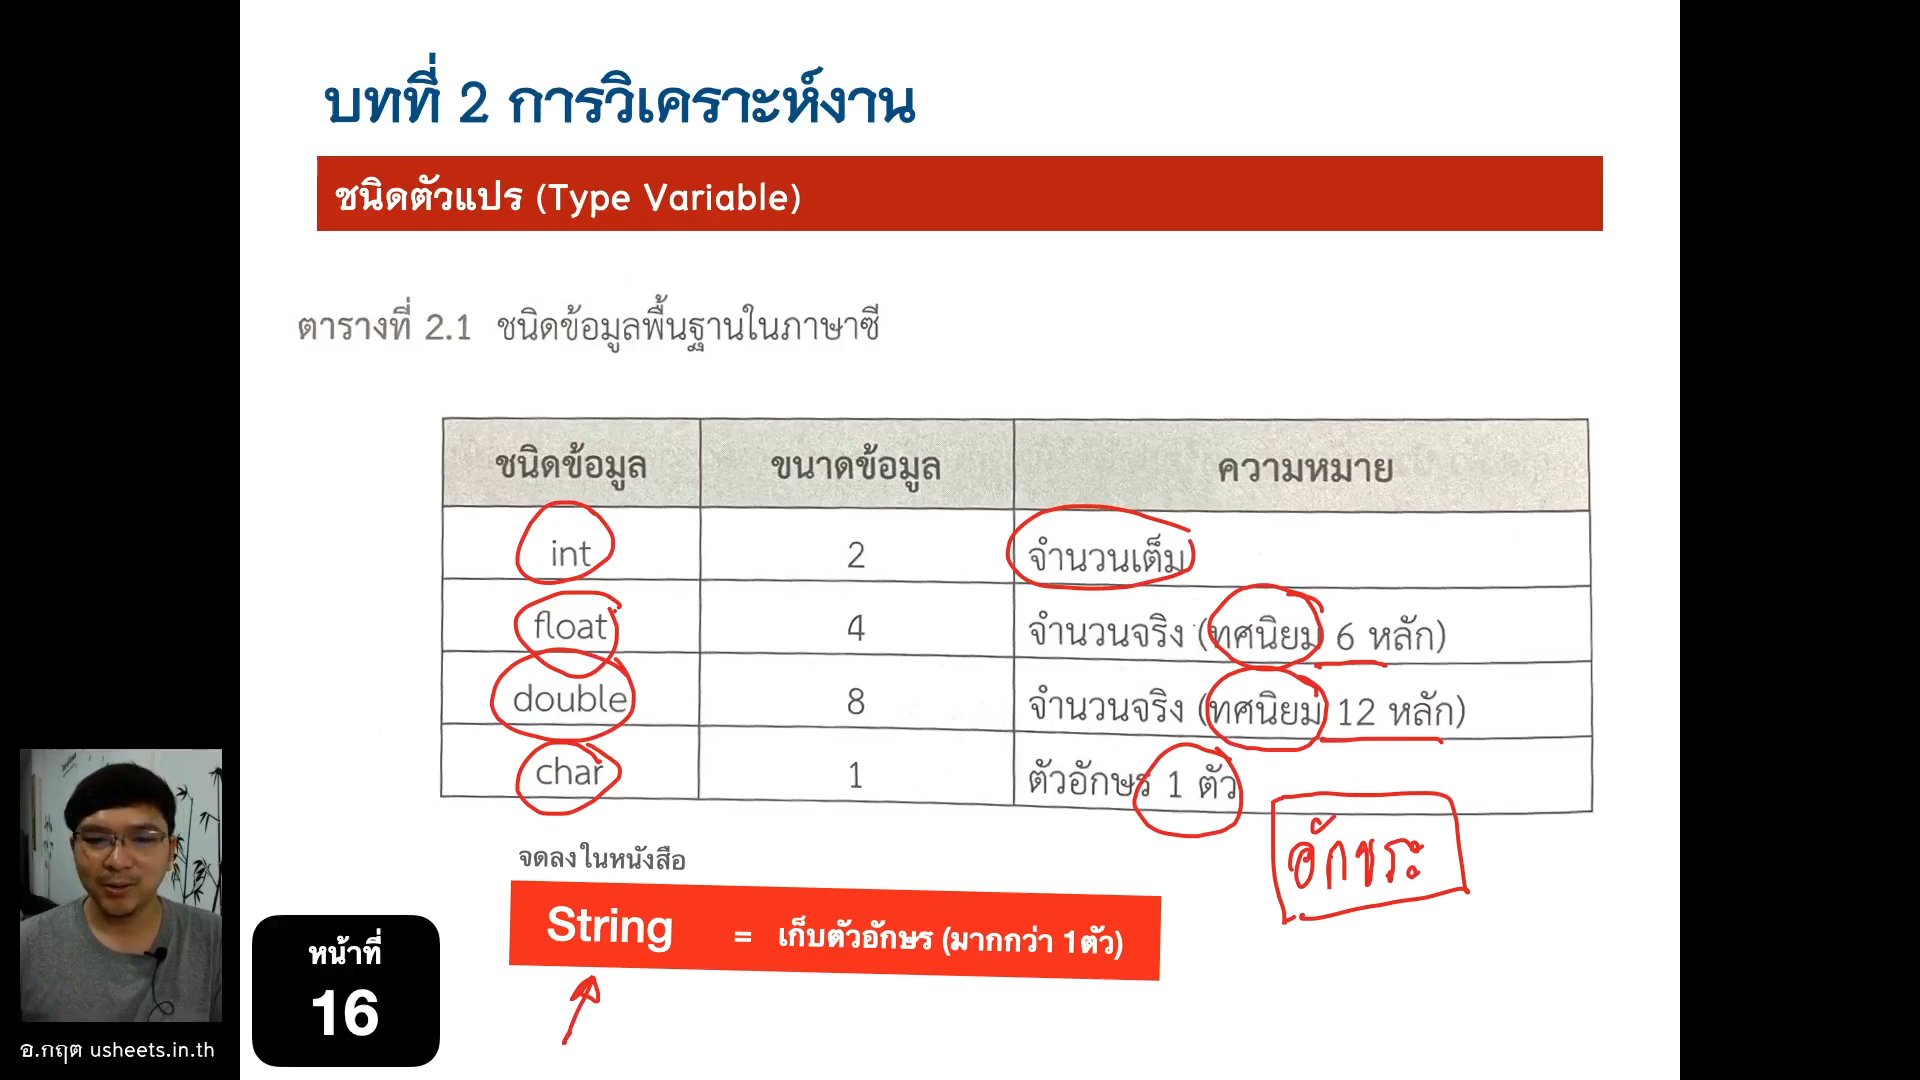 บทที่ 2 การวิเคราะห์งาน
ชนิดตัวแปร (Type Variable)
ตารางที่ 2.1 ชนิดข้อมูลพื้นฐานในภาษาซี
ชนิดข้อมูล ขนาดข้อมูล ความหมาย
int 2 จำนวนเต็ม
float 4 จำนวนจริง (ทศนิยม 6 หลัก)
double 8 จำนวนจริง (ทศนิยม 12 หลัก)
char 1 ตัวอักษร 1 ตัว
อักขระ
จดลงในหนังสือ
String = เก็บตัวอักษร (มากกว่า 1 ตัว)
หน้าที่
16
อ.กฤต usheets.in.th